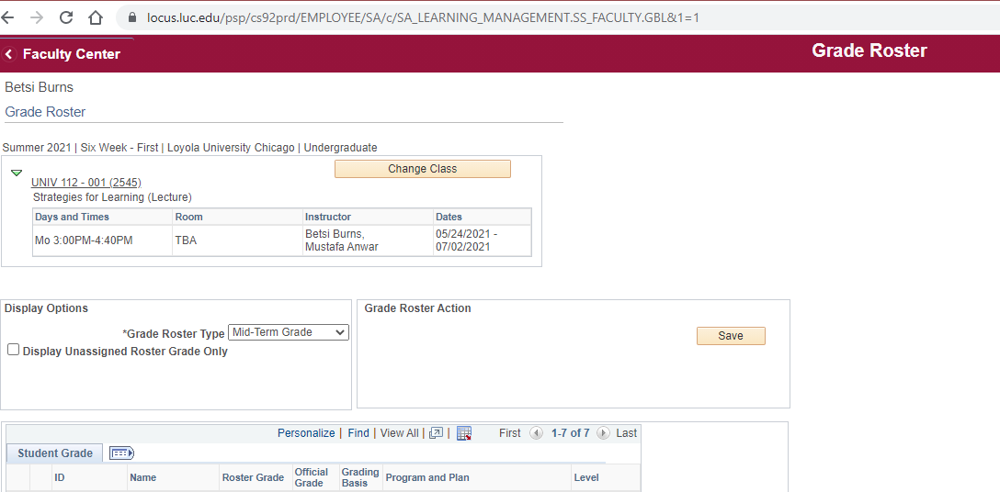 locus.luc.edu/psp/cs92prd/EMPLOYEE/SA/c/SA_LEARNING_MANAGEMENT.SS_FACULTY.GBL&1=1
Faculty Center
Grade Roster
Betsi Burns
Grade Roster
Summer 2021 | Six Week - First | Loyola University Chicago | Undergraduate
Change Class
UNIV 112 - 001 (2545)
Strategies for Learning (Lecture)
Days and Times Room Instructor Dates
Mo 3:00PM-4:40PM TBA Betsi Burns, 05/24/2021 -
Mustafa Anwar 07/02/2021
Display Options Grade Roster Action
*Grade Roster Type Mid-Term Grade Save
Display Unassigned Roster Grade Only
Personalize | Find | View All | | First 1-7 of 7 Last
Student Grade
ID Name Roster Grade Official Grading Program and Plan Level
Grade Basis